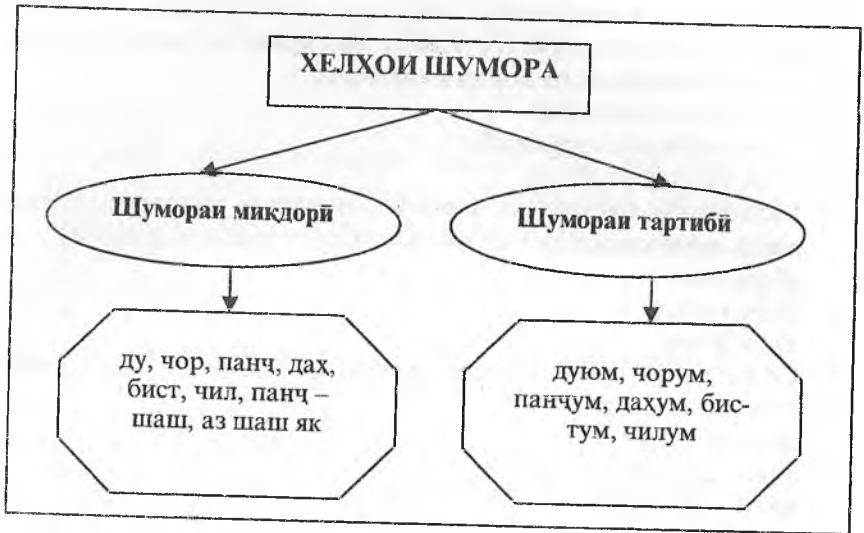 ХЕЛҲОИ ШУМОРА
Шумораи миқдорӣ
Шумораи тартибӣ
ду, чор, панҷ, даҳ,
бист, чил, панҷ –
шаш, аз шаш як
дуюм, чорум,
панҷум, даҳум, бис-
тум, чилум